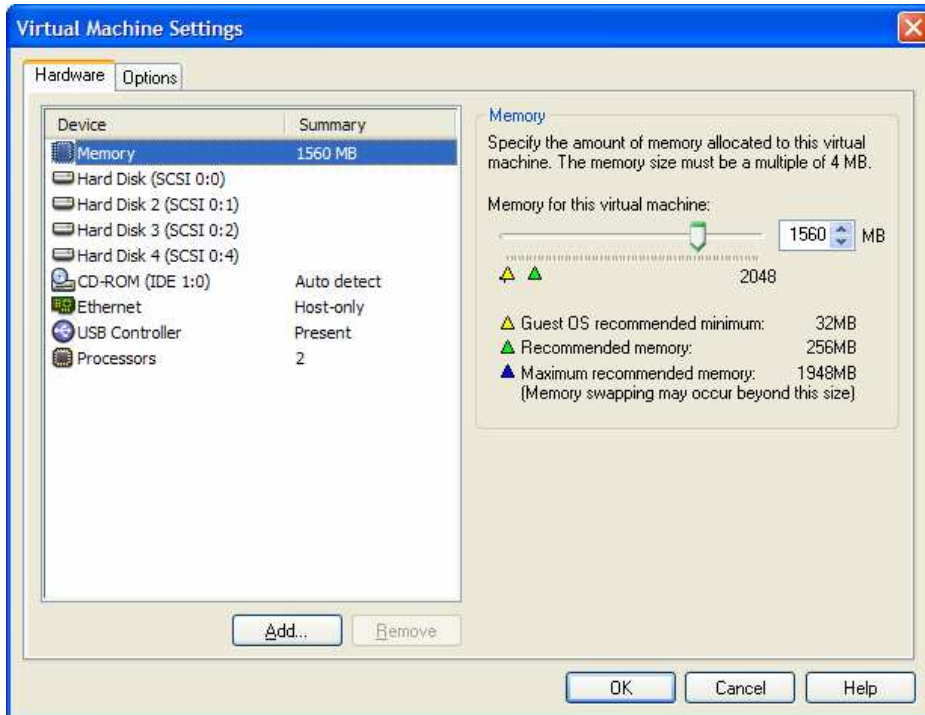 Virtual Machine Settings
Hardware Options
Device Summary
Memory 1560 MB
Hard Disk (SCSI 0:0)
Hard Disk 2 (SCSI 0:1)
Hard Disk 3 (SCSI 0:2)
Hard Disk 4 (SCSI 0:4)
CD-ROM (IDE 1:0) Auto detect
Ethernet Host-only
USB Controller Present
Processors 2
Add... Remove
Memory
Specify the amount of memory allocated to this virtual
machine. The memory size must be a multiple of 4 MB.
Memory for this virtual machine:
1560 MB
2048
Guest OS recommended minimum: 32MB
Recommended memory: 256MB
Maximum recommended memory: 1948MB
(Memory swapping may occur beyond this size)
OK Cancel Help